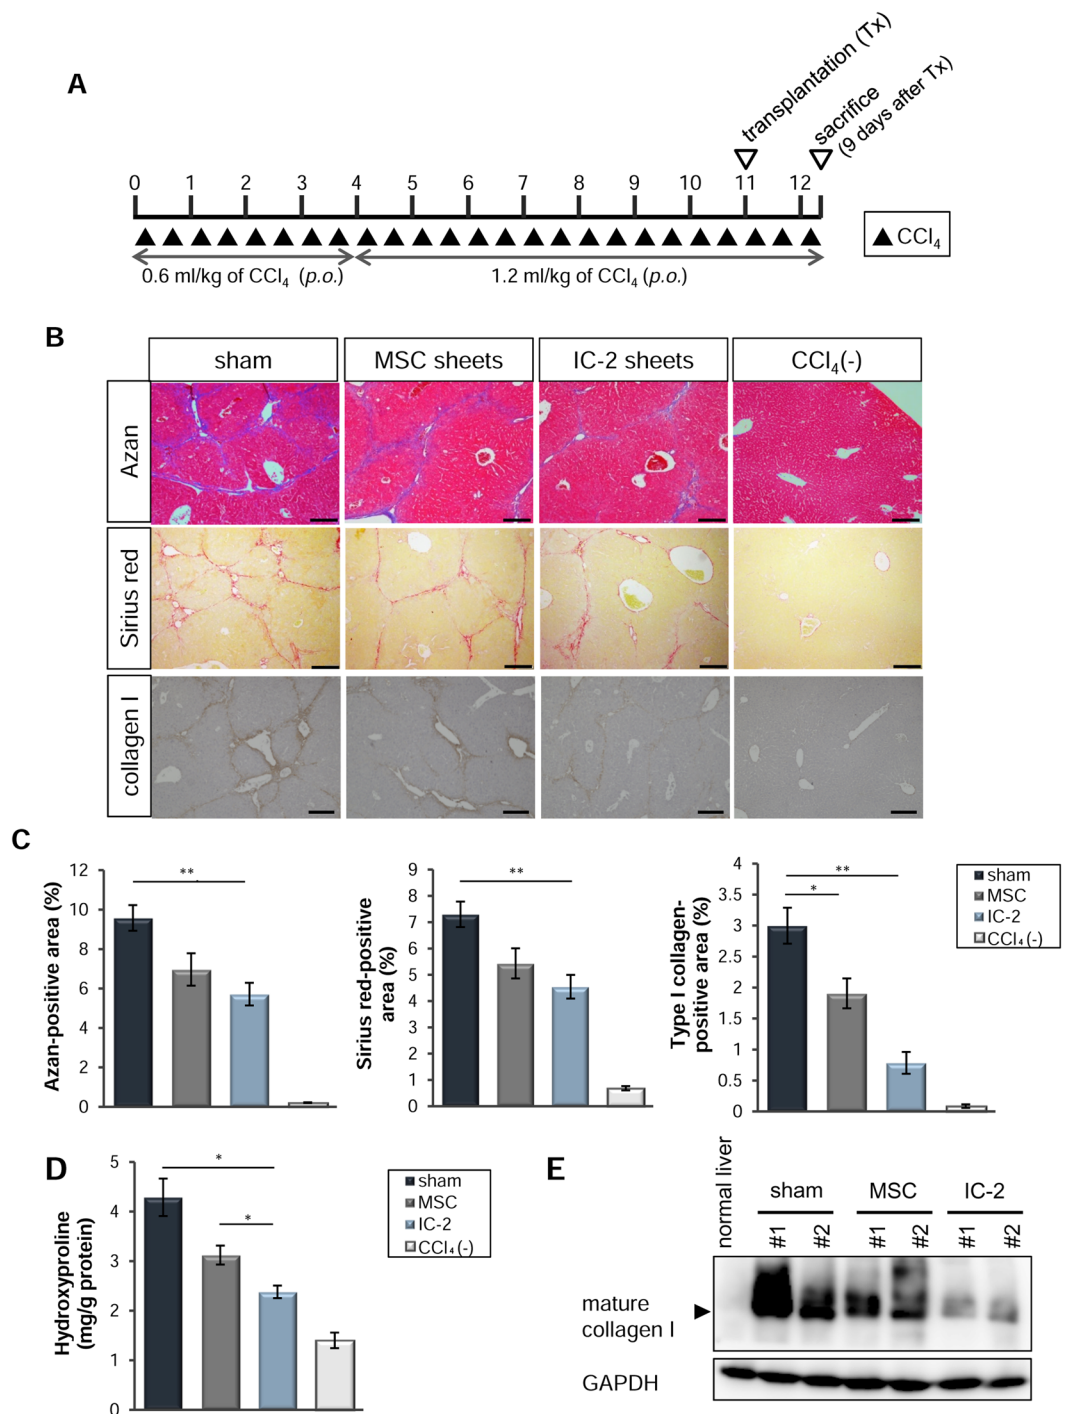 A
transplantation (Tx)
sacrifice
(9 days after Tx)
0 1 2 3 4 5 6 7 8 9 10 11 12
▲ CCl₄
0.6 ml/kg of CCl₄ (p.o.)
1.2 ml/kg of CCl₄ (p.o.)
B
sham
MSC sheets
IC-2 sheets
CCl₄(-)
Azan
Sirius red
collagen I
C
Azan-positive area (%)
12
10
8
6
4
2
0
**
Sirius red-positive
area (%)
9
8
7
6
5
4
3
2
1
0
**
Type I collagen-
positive area (%)
4
3.5
3
2.5
2
1.5
1
0.5
0
**
*
sham
MSC
IC-2
CCl₄ (-)
D
Hydroxyproline
(mg/g protein)
5
4
3
2
1
0
*
*
sham
MSC
IC-2
CCl₄ (-)
E
normal liver
sham
MSC
IC-2
#1 #2 #1 #2 #1 #2
mature
collagen I
GAPDH